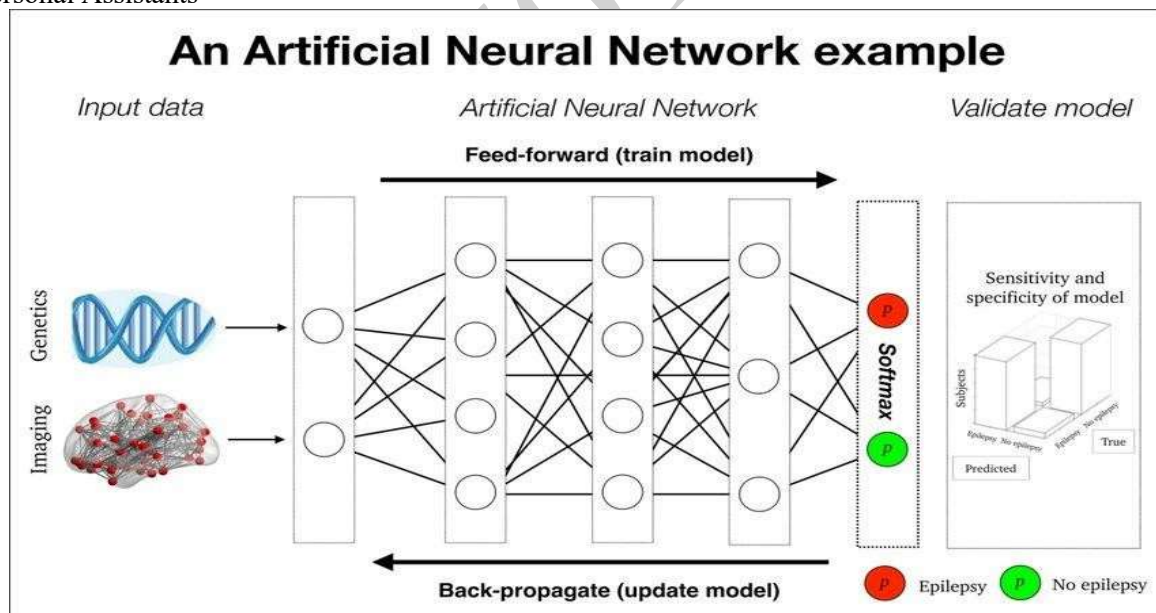 ersonal Assistants
An Artificial Neural Network example
Input data
Artificial Neural Network
Validate model
Feed-forward (train model)
Genetics
Imaging
P
Softmax
P
Sensitivity and
specificity of model
Subjects
Epilepsy No epilepsy
Epilepsy No epilepsy
True
Predicted
Back-propagate (update model)
P Epilepsy
P No epilepsy